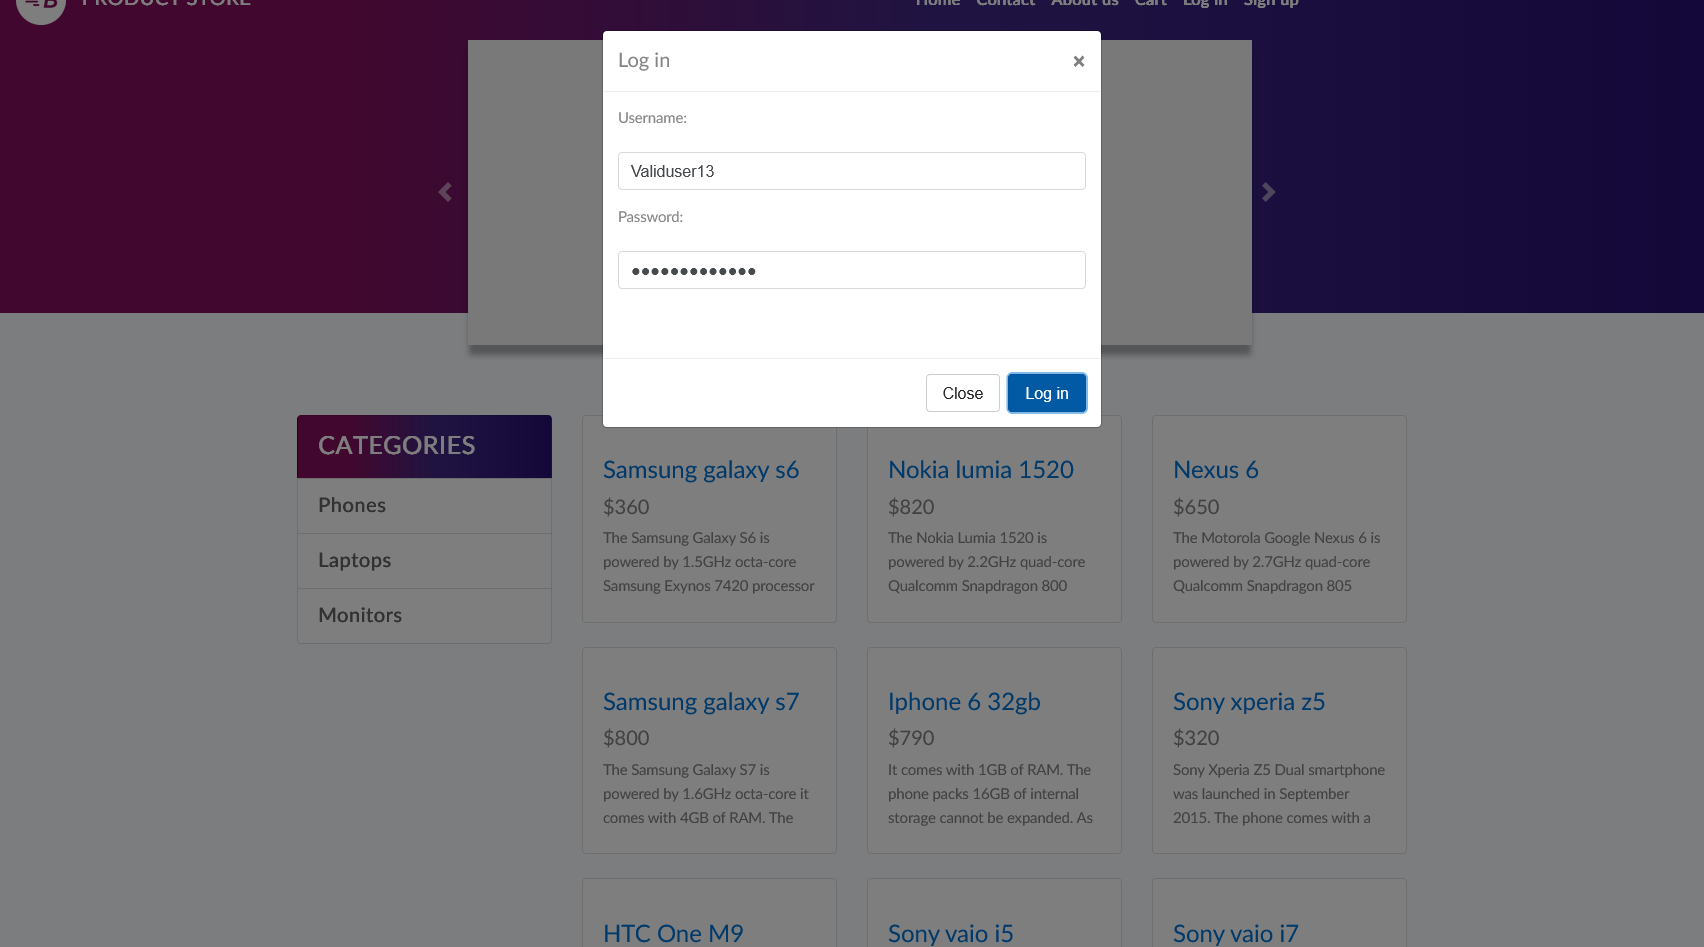 PRODUCT STORE
Home Contact About us Cart Log in Sign up
Log in
×
Username:
Validuser13
Password:
•••••••••••••
Close
Log in
CATEGORIES
Phones
Laptops
Monitors
Samsung galaxy s6
$360
The Samsung Galaxy S6 is
powered by 1.5GHz octa-core
Samsung Exynos 7420 processor
Nokia lumia 1520
$820
The Nokia Lumia 1520 is
powered by 2.2GHz quad-core
Qualcomm Snapdragon 800
Nexus 6
$650
The Motorola Google Nexus 6 is
powered by 2.7GHz quad-core
Qualcomm Snapdragon 805
Samsung galaxy s7
$800
The Samsung Galaxy S7 is
powered by 1.6GHz octa-core it
comes with 4GB of RAM. The
Iphone 6 32gb
$790
It comes with 1GB of RAM. The
phone packs 16GB of internal
storage cannot be expanded. As
Sony xperia z5
$320
Sony Xperia Z5 Dual smartphone
was launched in September
2015. The phone comes with a
HTC One M9
Sony vaio i5
Sony vaio i7